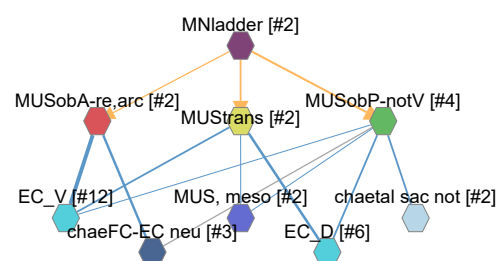 MNladder [#2]
MUSobA-re,arc [#2]
MUStrans [#2]
MUSobP-notV [#4]
EC_V [#12]
MUS, meso [#2]
chaetal sac not [#2]
chaeFC-EC neu [#3]
EC_D [#6]